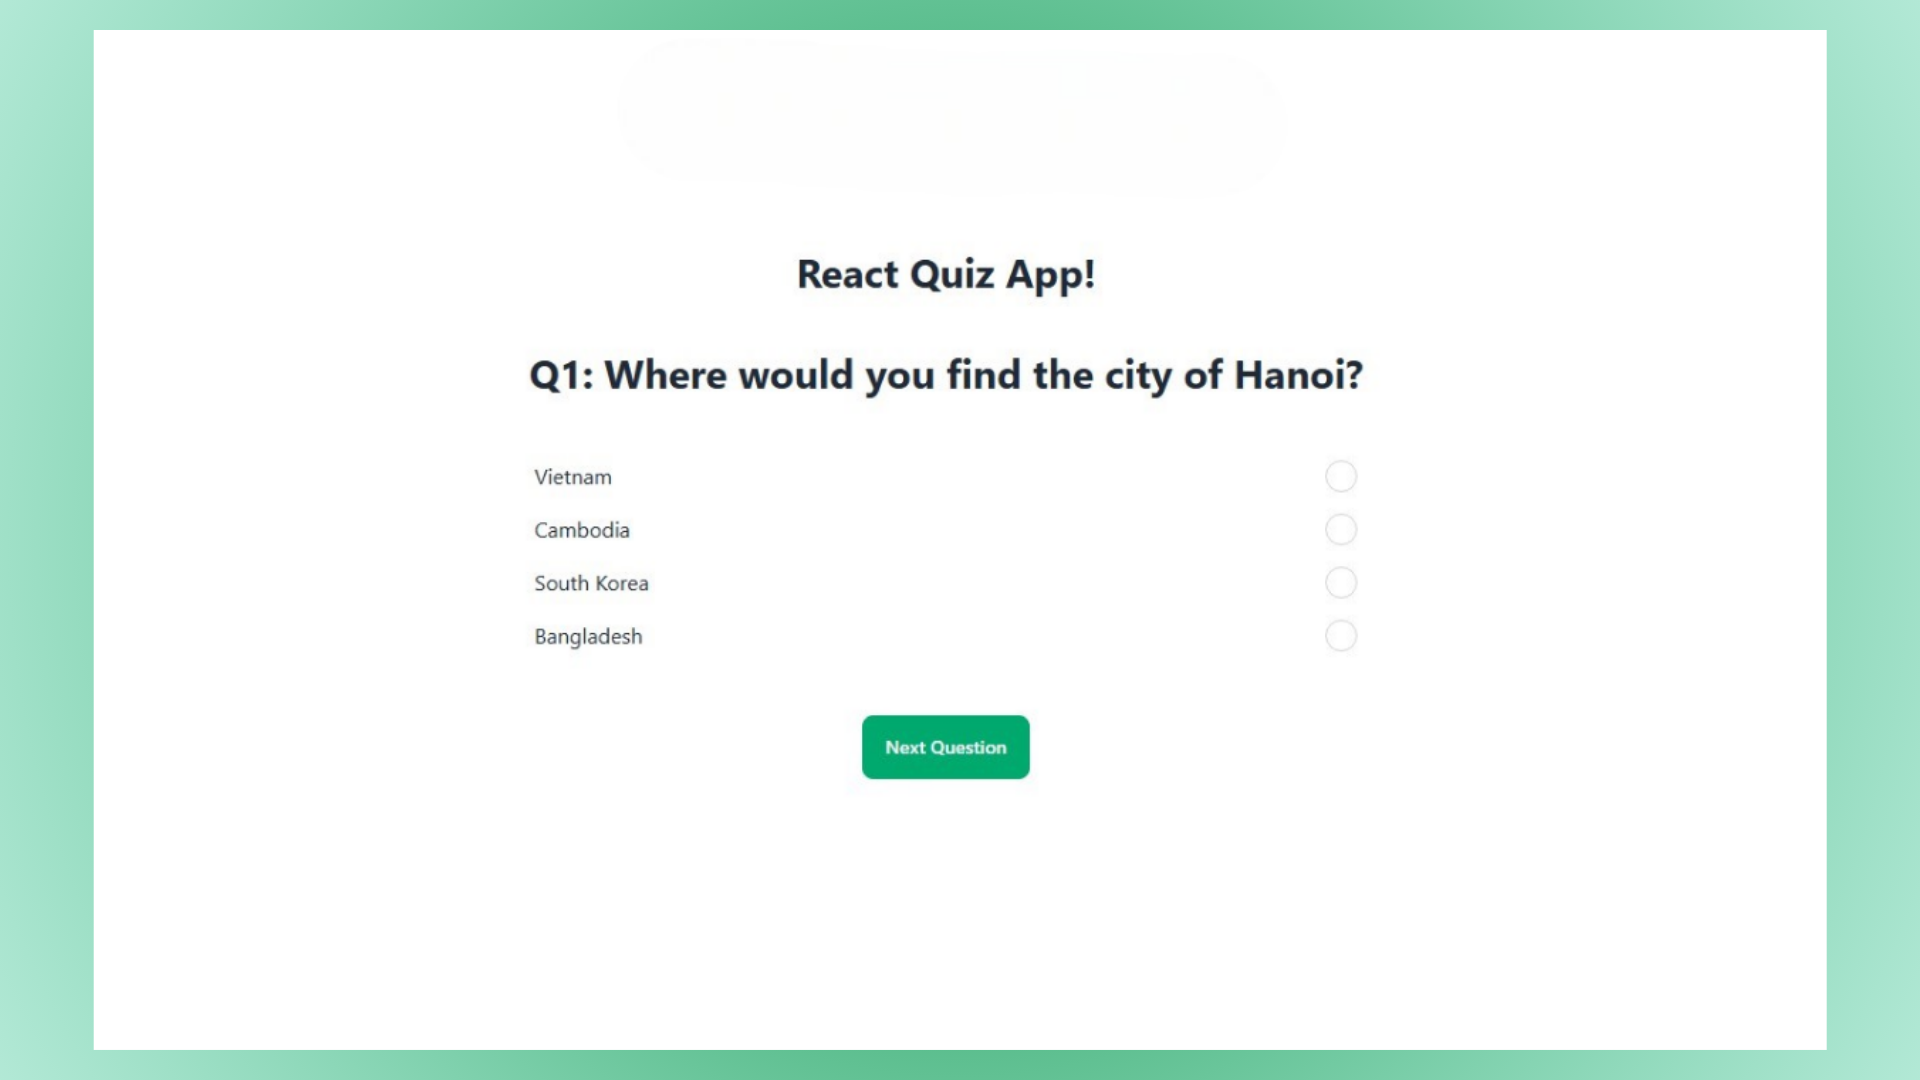 React Quiz App!
Q1: Where would you find the city of Hanoi?
Vietnam
Cambodia
South Korea
Bangladesh
Next Question